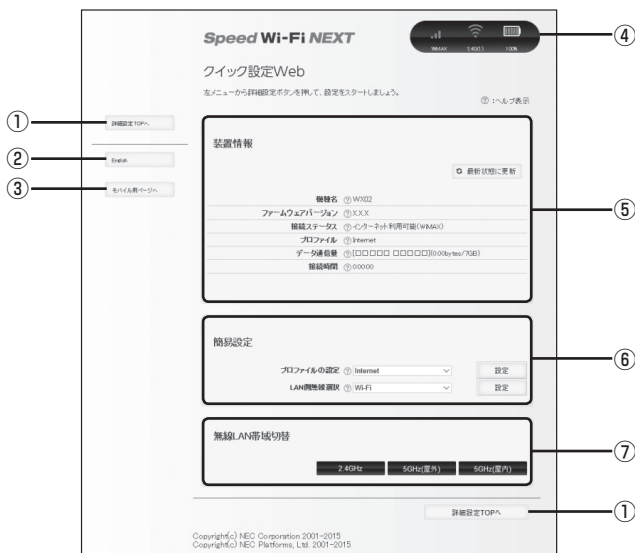 Speed Wi-Fi NEXT
WiMAX 2.4G(1) 100%
④
クイック設定Web
左メニューから詳細設定ボタンを押して、設定をスタートしましょう。
? :ヘルプ表示
① 詳細設定TOPへ
② English
③ モバイル用ページへ
装置情報
最新状態に更新
機種名 ? WX02
ファームウェアバージョン ? X.X.X
接続ステータス ? インターネット利用可能(WiMAX)
プロファイル ? Internet
データ通信量 ? [□□□□□ □□□□□](0.00bytes/7GB)
接続時間 ? 0:00:00
⑤
簡易設定
プロファイルの設定 ? Internet 設定
LAN側無線選択 ? Wi-Fi 設定
⑥
無線LAN帯域切替
2.4GHz 5GHz(屋外) 5GHz(屋内)
⑦
詳細設定TOPへ
①
Copyright(c) NEC Corporation 2001-2015
Copyright(c) NEC Platforms, Ltd. 2001-2015